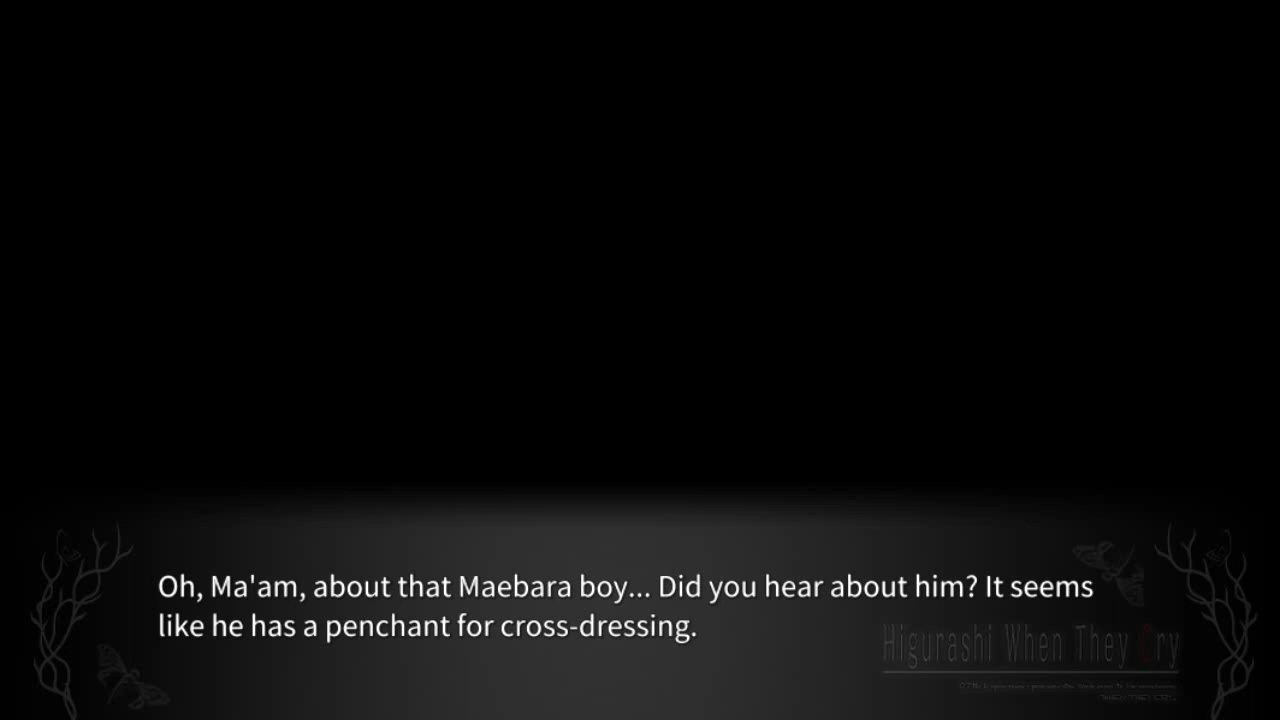 Oh, Ma'am, about that Maebara boy... Did you hear about him? It seems
like he has a penchant for cross-dressing.
Higurashi When They Cry